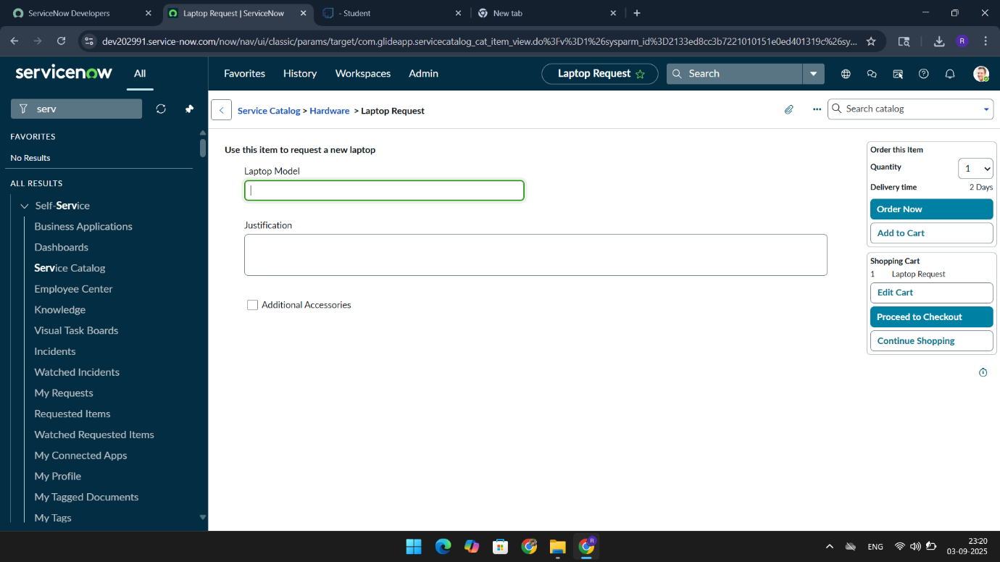 ServiceNow Developers
Laptop Request | ServiceNow
- Student
New tab
dev202991.service-now.com/now/nav/ui/classic/params/target/com.glideapp.servicecatalog_cat_item_view.do%3Fv%3D1%26sysparm_id%3D2133ed8cc3b7221010151e0ed401319c%26sy...
R
servicenow
All
Favorites
History
Workspaces
Admin
Laptop Request
Search
serv
FAVORITES
No Results
ALL RESULTS
Self-Service
Business Applications
Dashboards
Service Catalog
Employee Center
Knowledge
Visual Task Boards
Incidents
Watched Incidents
My Requests
Requested Items
Watched Requested Items
My Connected Apps
My Profile
My Tagged Documents
My Tags
Service Catalog > Hardware > Laptop Request
Search catalog
Use this item to request a new laptop
Laptop Model
Justification
Additional Accessories
Order this Item
Quantity 1
Delivery time 2 Days
Order Now
Add to Cart
Shopping Cart
1 Laptop Request
Edit Cart
Proceed to Checkout
Continue Shopping
R
ENG
23:20
03-09-2025